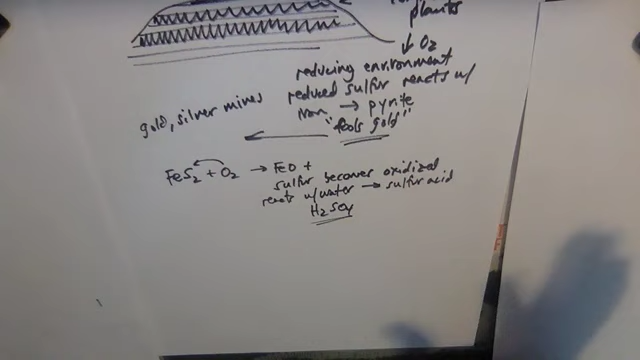 plants
↓ O2
reducing environment
reduced sulfur reacts w/
iron → pyrite
"fools gold"
gold, silver mines
FeS2 + O2 → FeO +
sulfur becomes oxidized
reacts w/water → sulfur acid
H2SO4